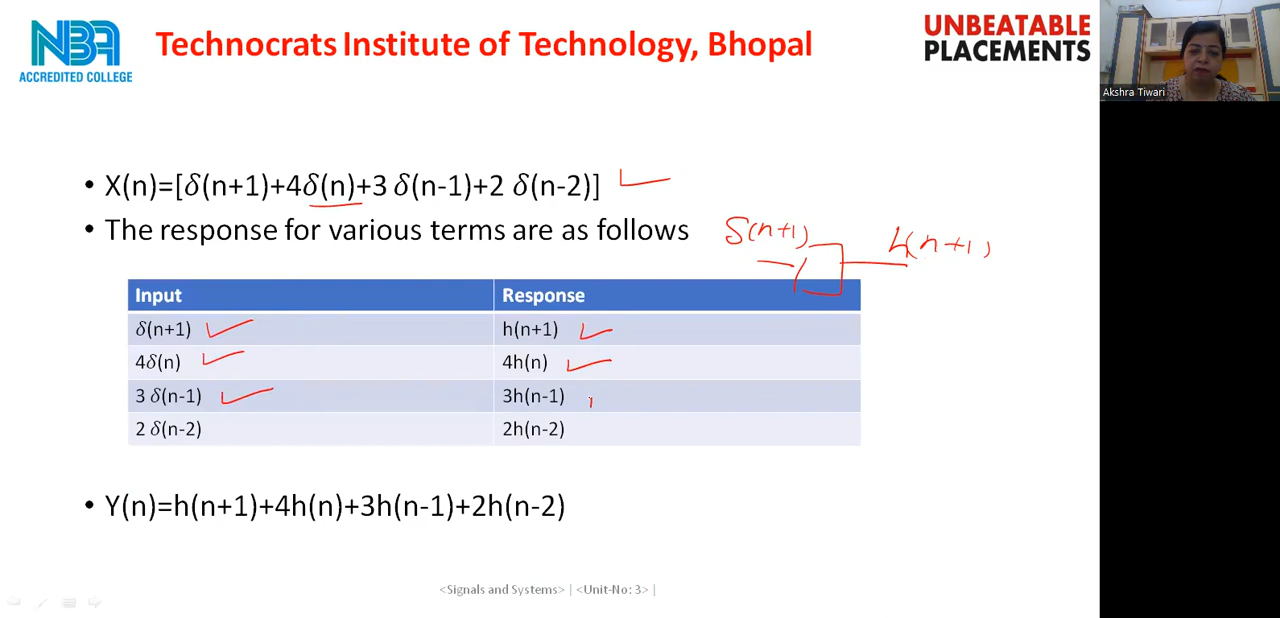 NBA
ACCREDITED COLLEGE
Technocrats Institute of Technology, Bhopal
UNBEATABLE
PLACEMENTS
Akshra Tiwari
• X(n)=[δ(n+1)+4δ(n)+3 δ(n-1)+2 δ(n-2)]
• The response for various terms are as follows
δ(n+1)
h(n+1)
Input Response
δ(n+1) h(n+1)
4δ(n) 4h(n)
3 δ(n-1) 3h(n-1)
2 δ(n-2) 2h(n-2)
• Y(n)=h(n+1)+4h(n)+3h(n-1)+2h(n-2)
<Signals and Systems> | <Unit-No: 3> |